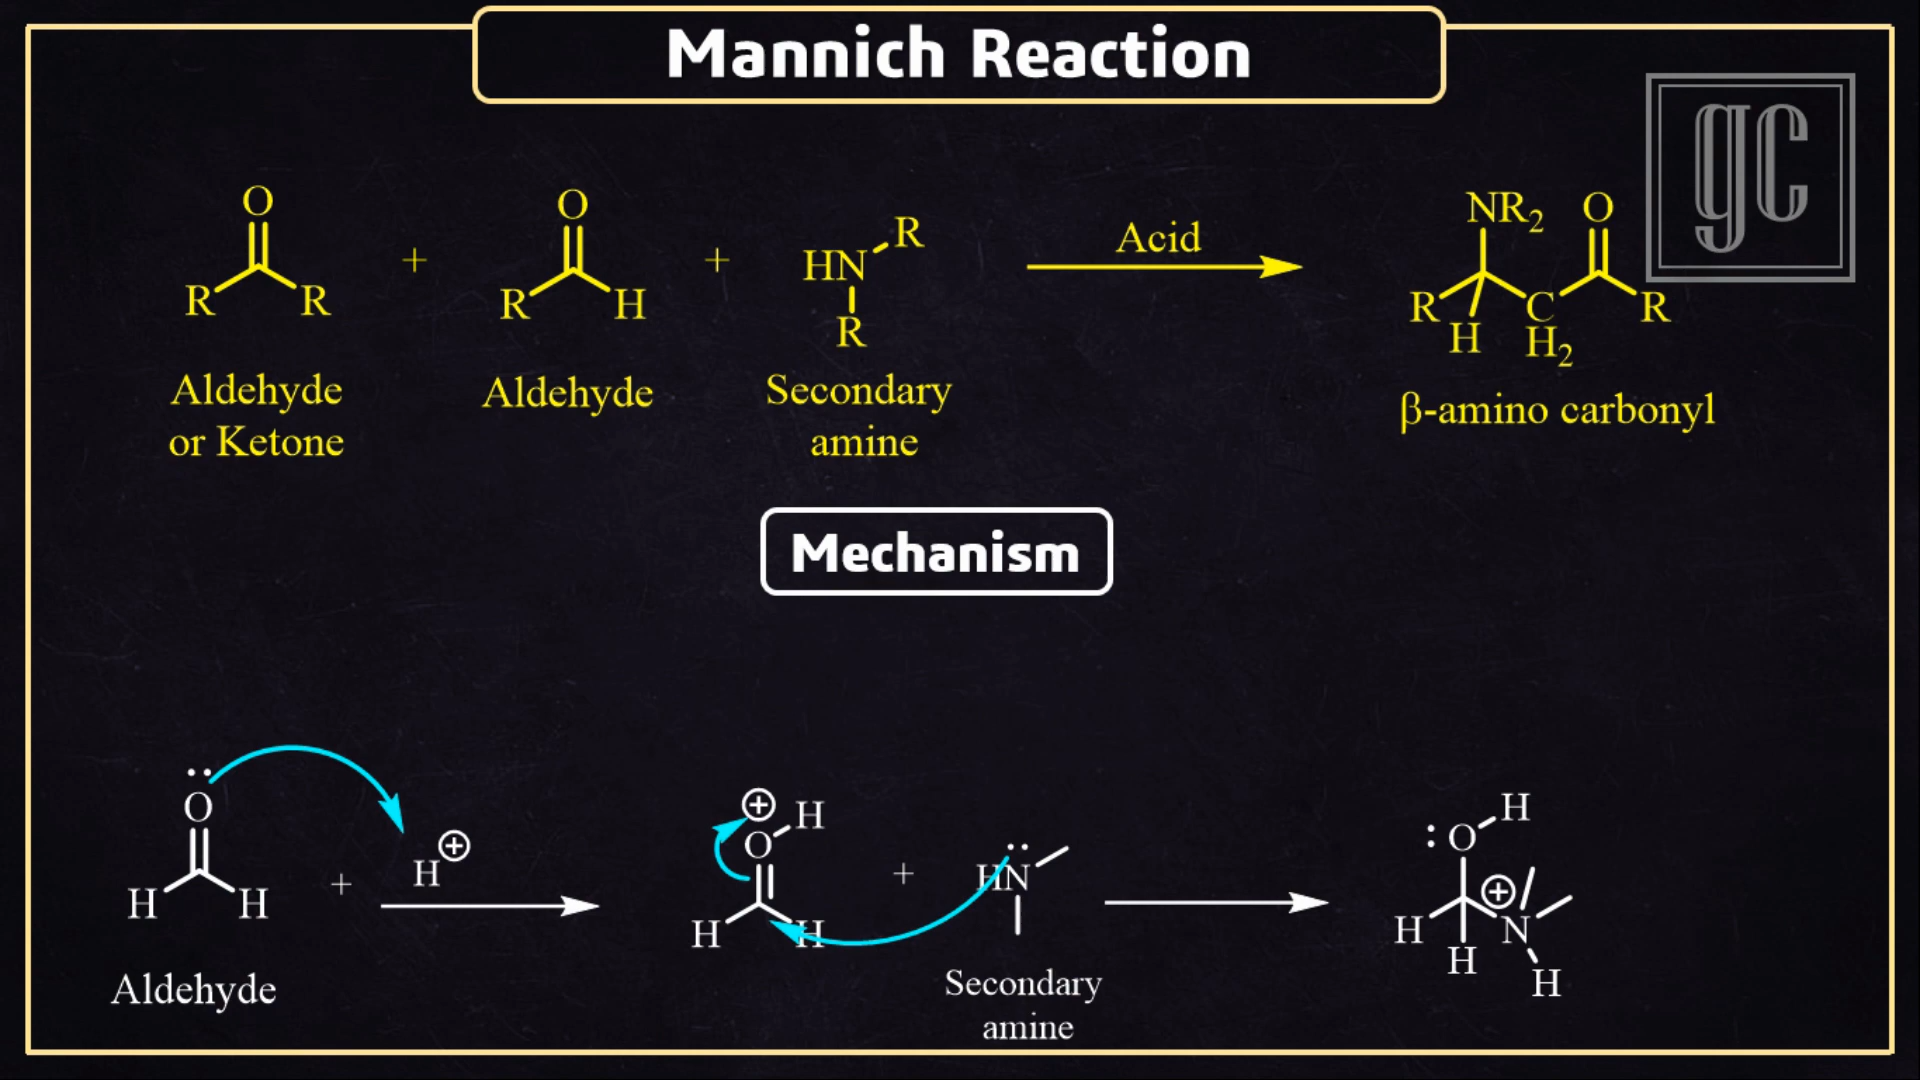 Mannich Reaction
gc
O
R R
+
O
R H
+
HN R
R
Acid
NR2 O
R H C H2 R
Aldehyde
or Ketone
Aldehyde
Secondary
amine
β-amino carbonyl
Mechanism
O
H H
+
H⊕
⊕
O H
H H
+
HN
O H
⊕
H H N
H
Aldehyde
Secondary
amine